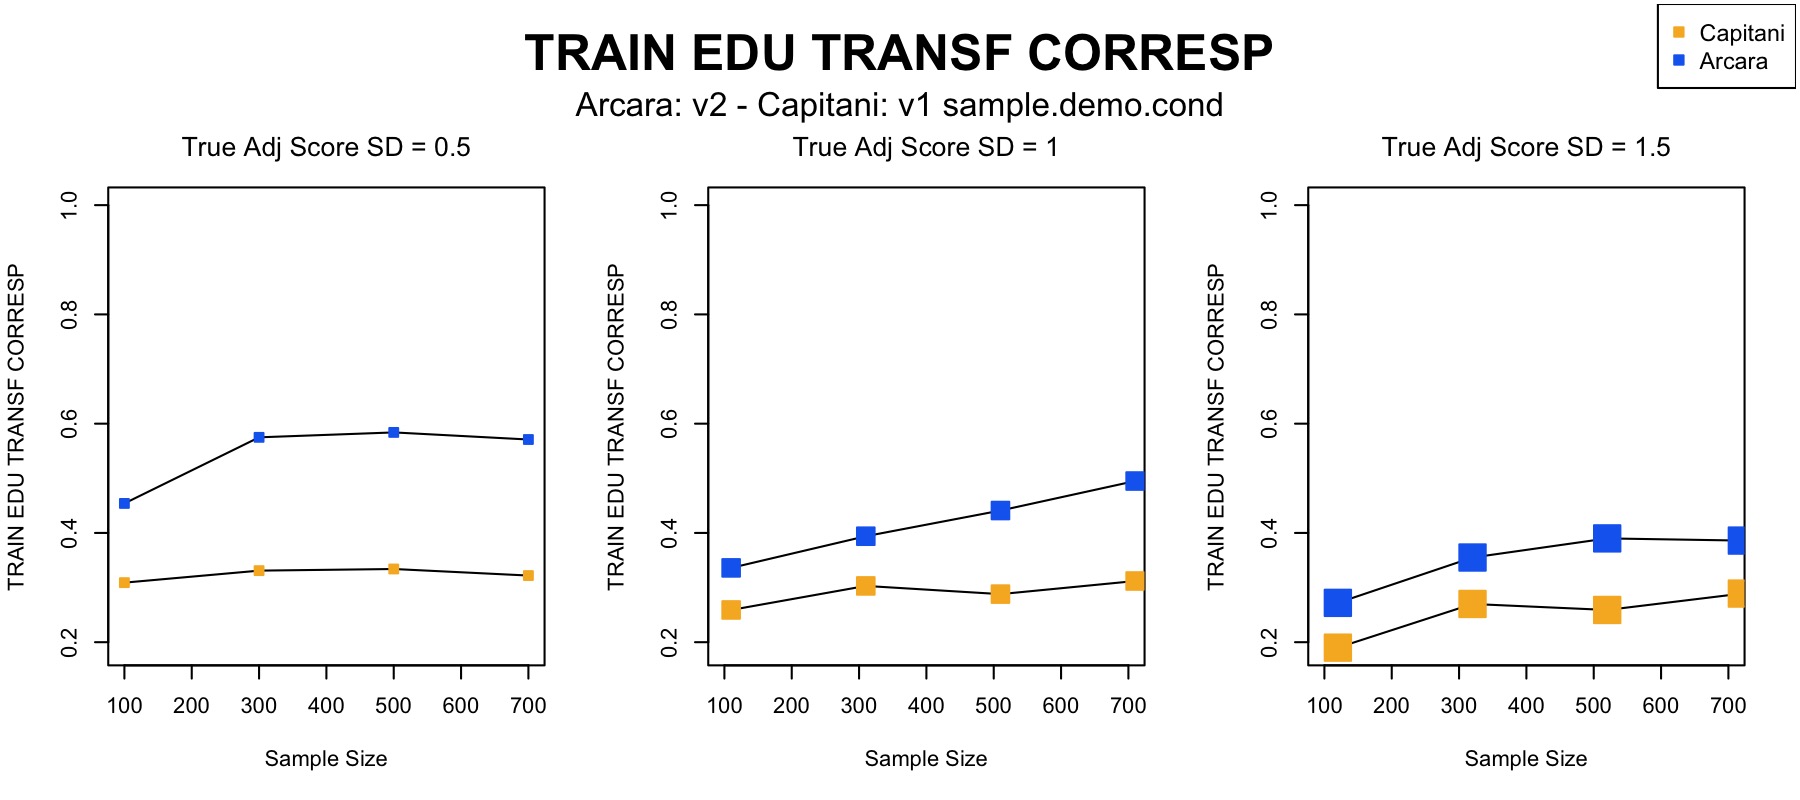 TRAIN EDU TRANSF CORRESP
Arcara: v2 - Capitani: v1 sample.demo.cond
Capitani
Arcara
True Adj Score SD = 0.5
TRAIN EDU TRANSF CORRESP
1.0
0.8
0.6
0.4
0.2
100 200 300 400 500 600 700
Sample Size
True Adj Score SD = 1
TRAIN EDU TRANSF CORRESP
1.0
0.8
0.6
0.4
0.2
100 200 300 400 500 600 700
Sample Size
True Adj Score SD = 1.5
TRAIN EDU TRANSF CORRESP
1.0
0.8
0.6
0.4
0.2
100 200 300 400 500 600 700
Sample Size